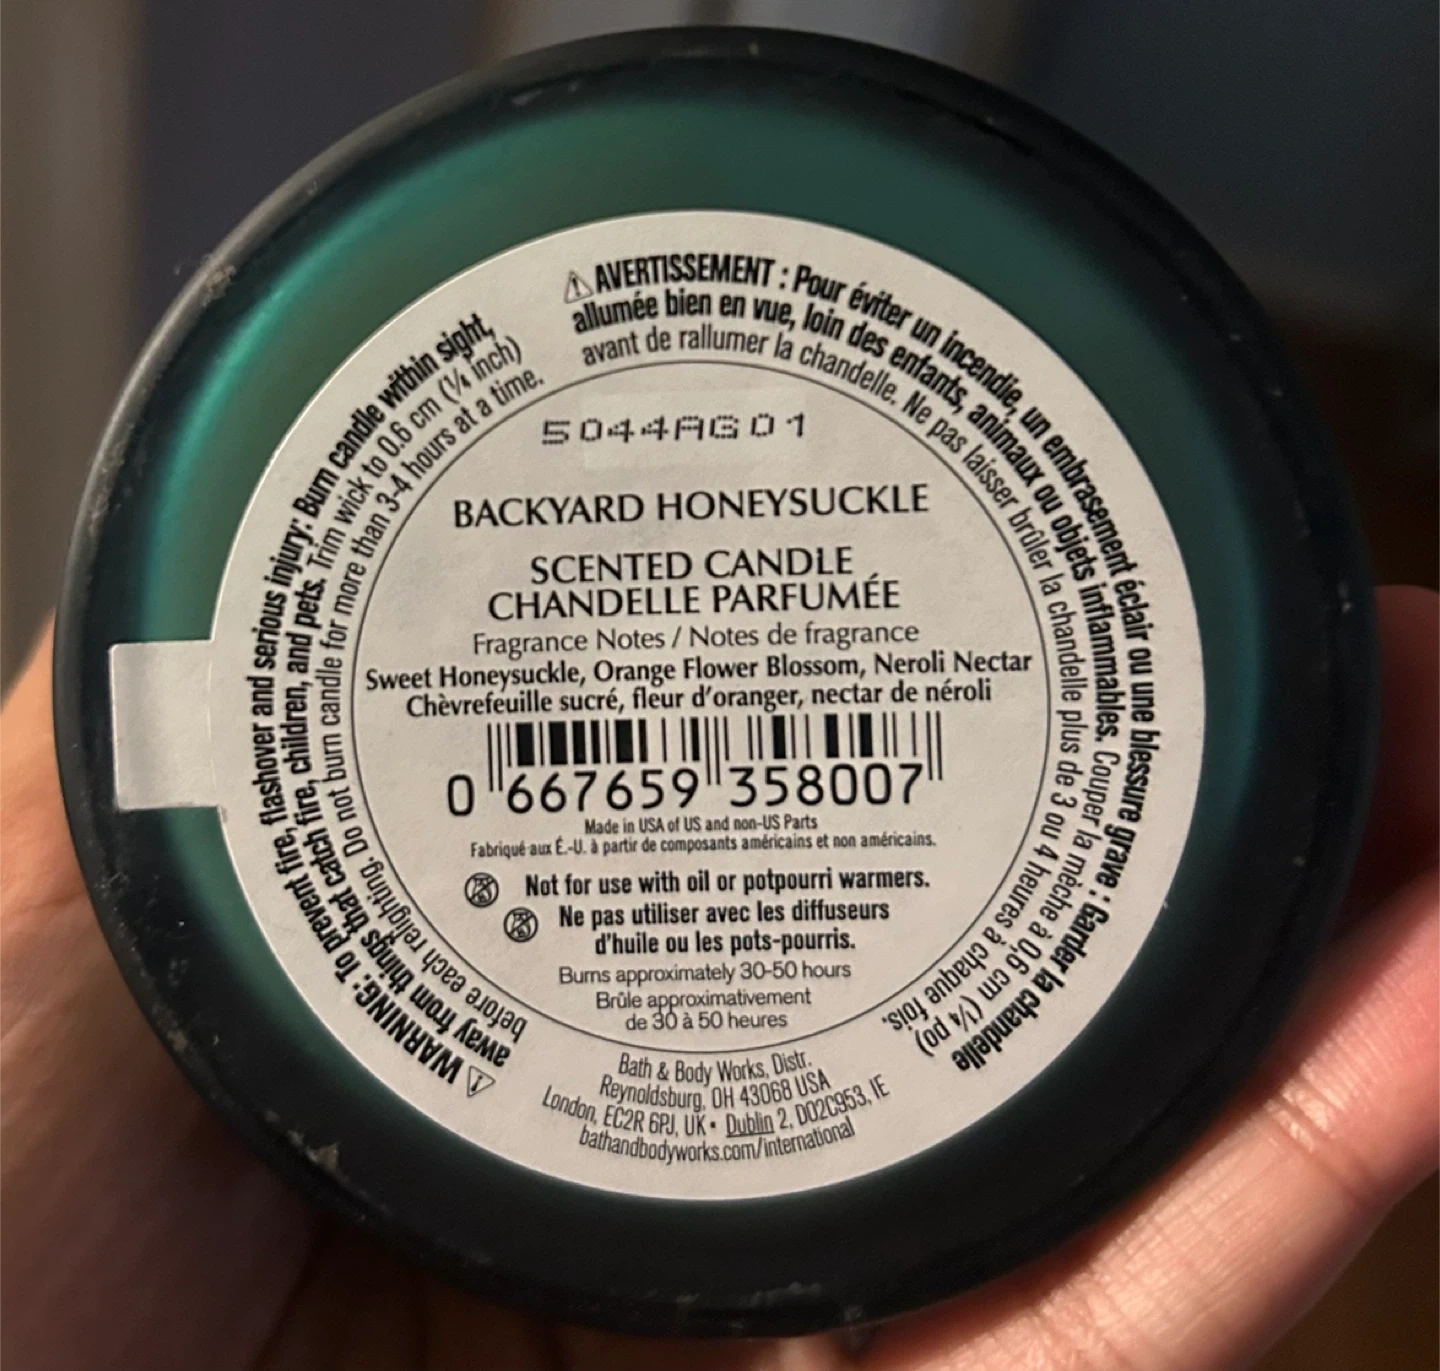 ⚠ WARNING: To prevent fire, flashover and serious injury: Burn candle within sight,
away from things that catch fire, children, and pets. Trim wick to 0.6 cm (¼ inch)
before each relighting. Do not burn candle for more than 3-4 hours at a time.
⚠ AVERTISSEMENT : Pour éviter un incendie, un embrasement éclair ou une blessure grave : Garder la chandelle
allumée bien en vue, loin des enfants, animaux ou objets inflammables. Couper la mèche à 0,6 cm (¼ po)
avant de rallumer la chandelle. Ne pas laisser brûler la chandelle plus de 3 ou 4 heures à chaque fois.
5044AG01
BACKYARD HONEYSUCKLE
SCENTED CANDLE
CHANDELLE PARFUMÉE
Fragrance Notes / Notes de fragrance
Sweet Honeysuckle, Orange Flower Blossom, Neroli Nectar
Chèvrefeuille sucré, fleur d'oranger, nectar de néroli
0 667659 358007
Made in USA of US and non-US Parts
Fabriqué aux É.-U. à partir de composants américains et non américains.
Not for use with oil or potpourri warmers.
Ne pas utiliser avec les diffuseurs
d'huile ou les pots-pourris.
Burns approximately 30-50 hours
Brûle approximativement
de 30 à 50 heures
Bath & Body Works, Distr.
Reynoldsburg, OH 43068 USA
London, EC2R 6PJ, UK • Dublin 2, D02C953, IE
bathandbodyworks.com/international